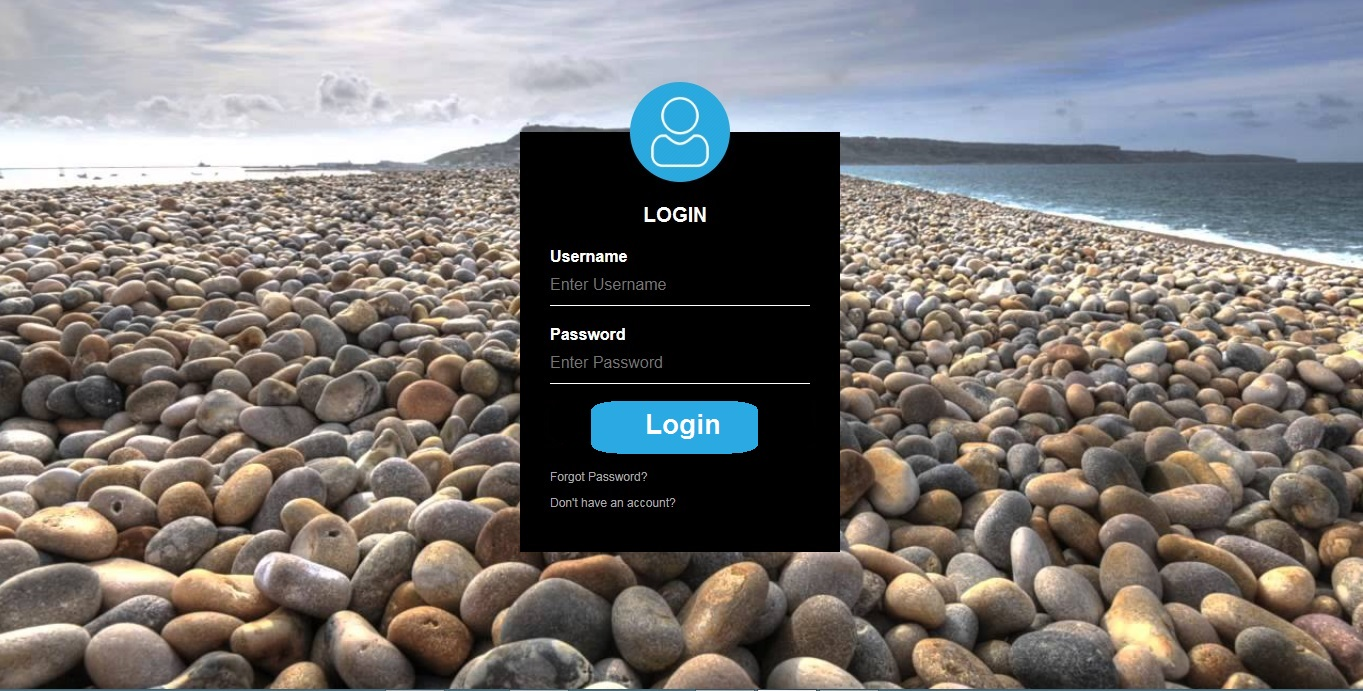 LOGIN
Username
Enter Username
Password
Enter Password
Login
Forgot Password?
Don't have an account?